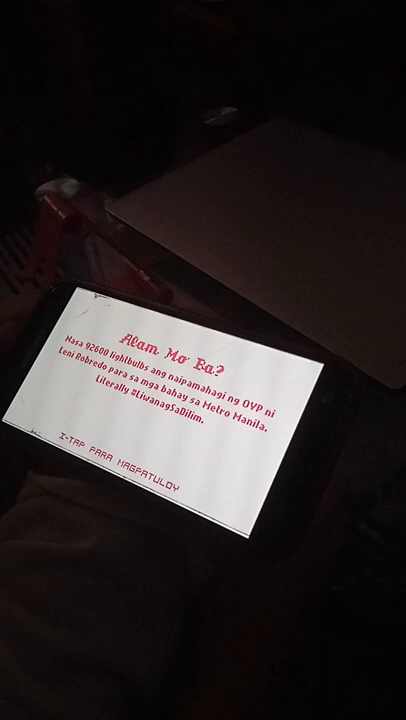 Alam Mo Ba?
Nasa 92600 lightbulbs ang naipamahagi ng OVP ni
Leni Robredo para sa mga bahay sa Metro Manila.
Literally #LiwanagSaDilim.
I-TAP PARA MAGPATULOY